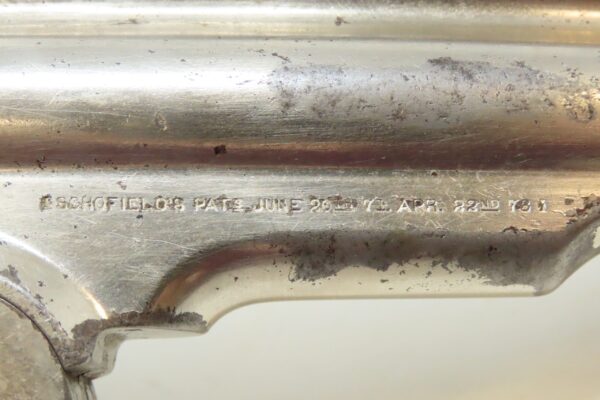 SCHOFIELD'S PATS. JUNE 20TH 71. APR. 22ND 73